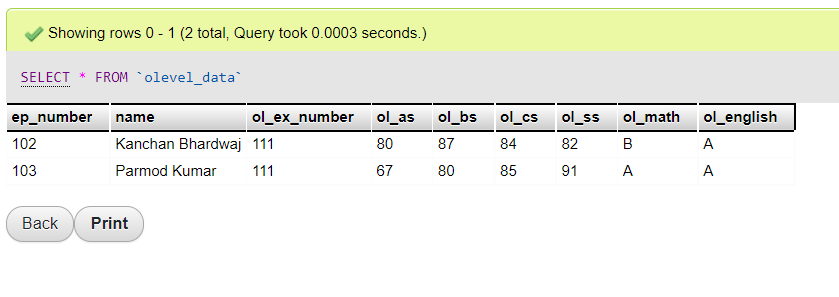 Showing rows 0 - 1 (2 total, Query took 0.0003 seconds.)
SELECT * FROM `olevel_data`
ep_number name ol_ex_number ol_as ol_bs ol_cs ol_ss ol_math ol_english
102 Kanchan Bhardwaj 111 80 87 84 82 B A
103 Parmod Kumar 111 67 80 85 91 A A
Back Print